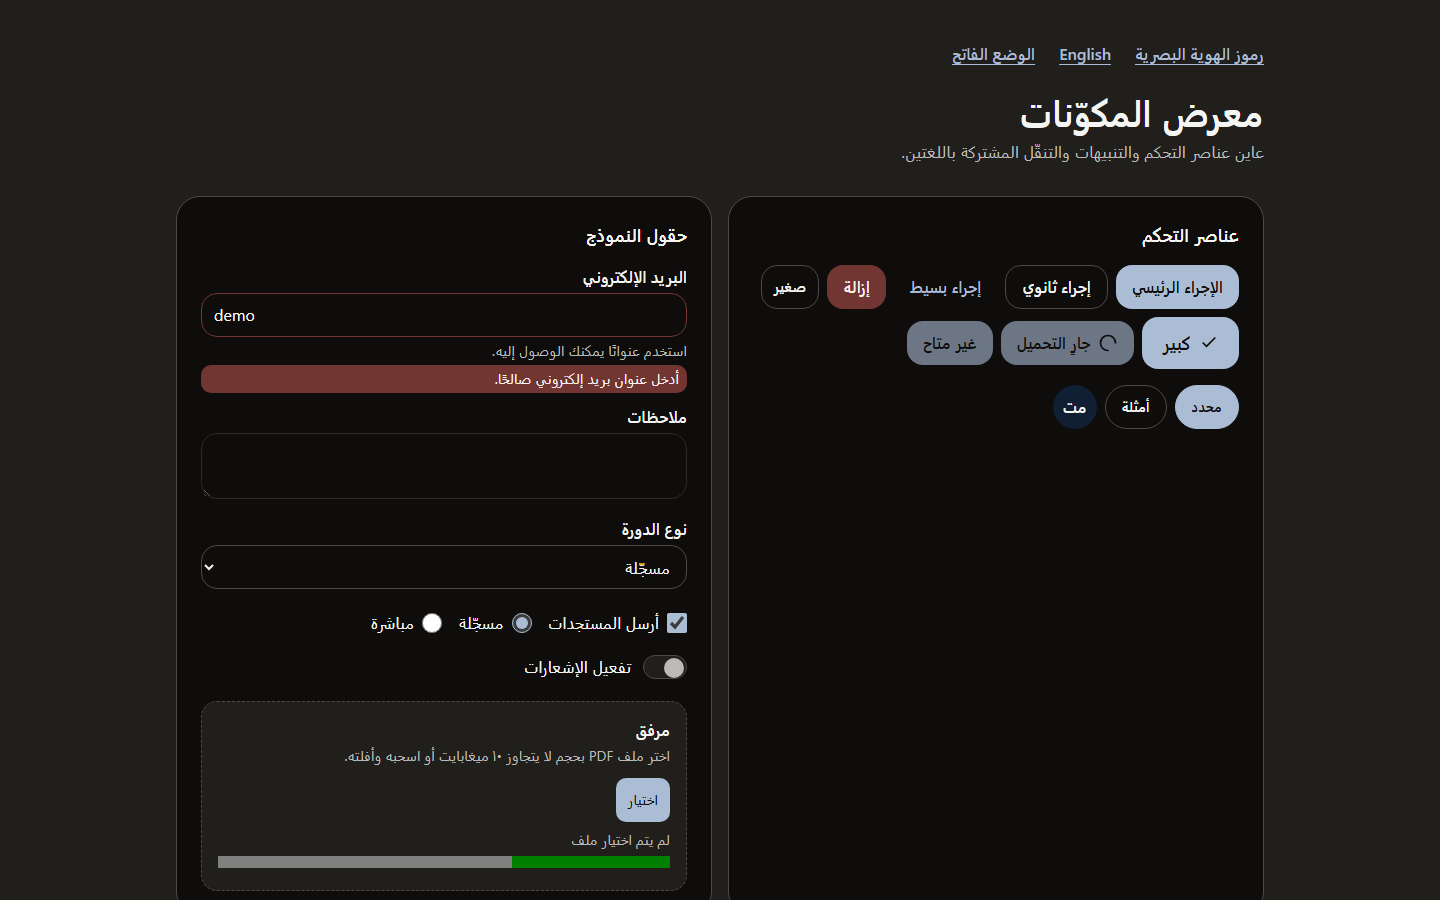 رموز الهوية البصرية English الوضع الفاتح
معرض المكوّنات
عاين عناصر التحكم والتنبيهات والتنقّل المشتركة باللغتين.
عناصر التحكم
الإجراء الرئيسي إجراء ثانوي إجراء بسيط إزالة صغير
كبير جارِ التحميل غير متاح
محدد أمثلة مت
حقول النموذج
البريد الإلكتروني
demo
استخدم عنوانًا يمكنك الوصول إليه.
أدخل عنوان بريد إلكتروني صالحًا.
ملاحظات
نوع الدورة
مسجّلة
أرسل المستجدات مسجّلة مباشرة
تفعيل الإشعارات
مرفق
اختر ملف PDF بحجم لا يتجاوز ١٠ ميغابايت أو اسحبه وأفلته.
اختيار
لم يتم اختيار ملف